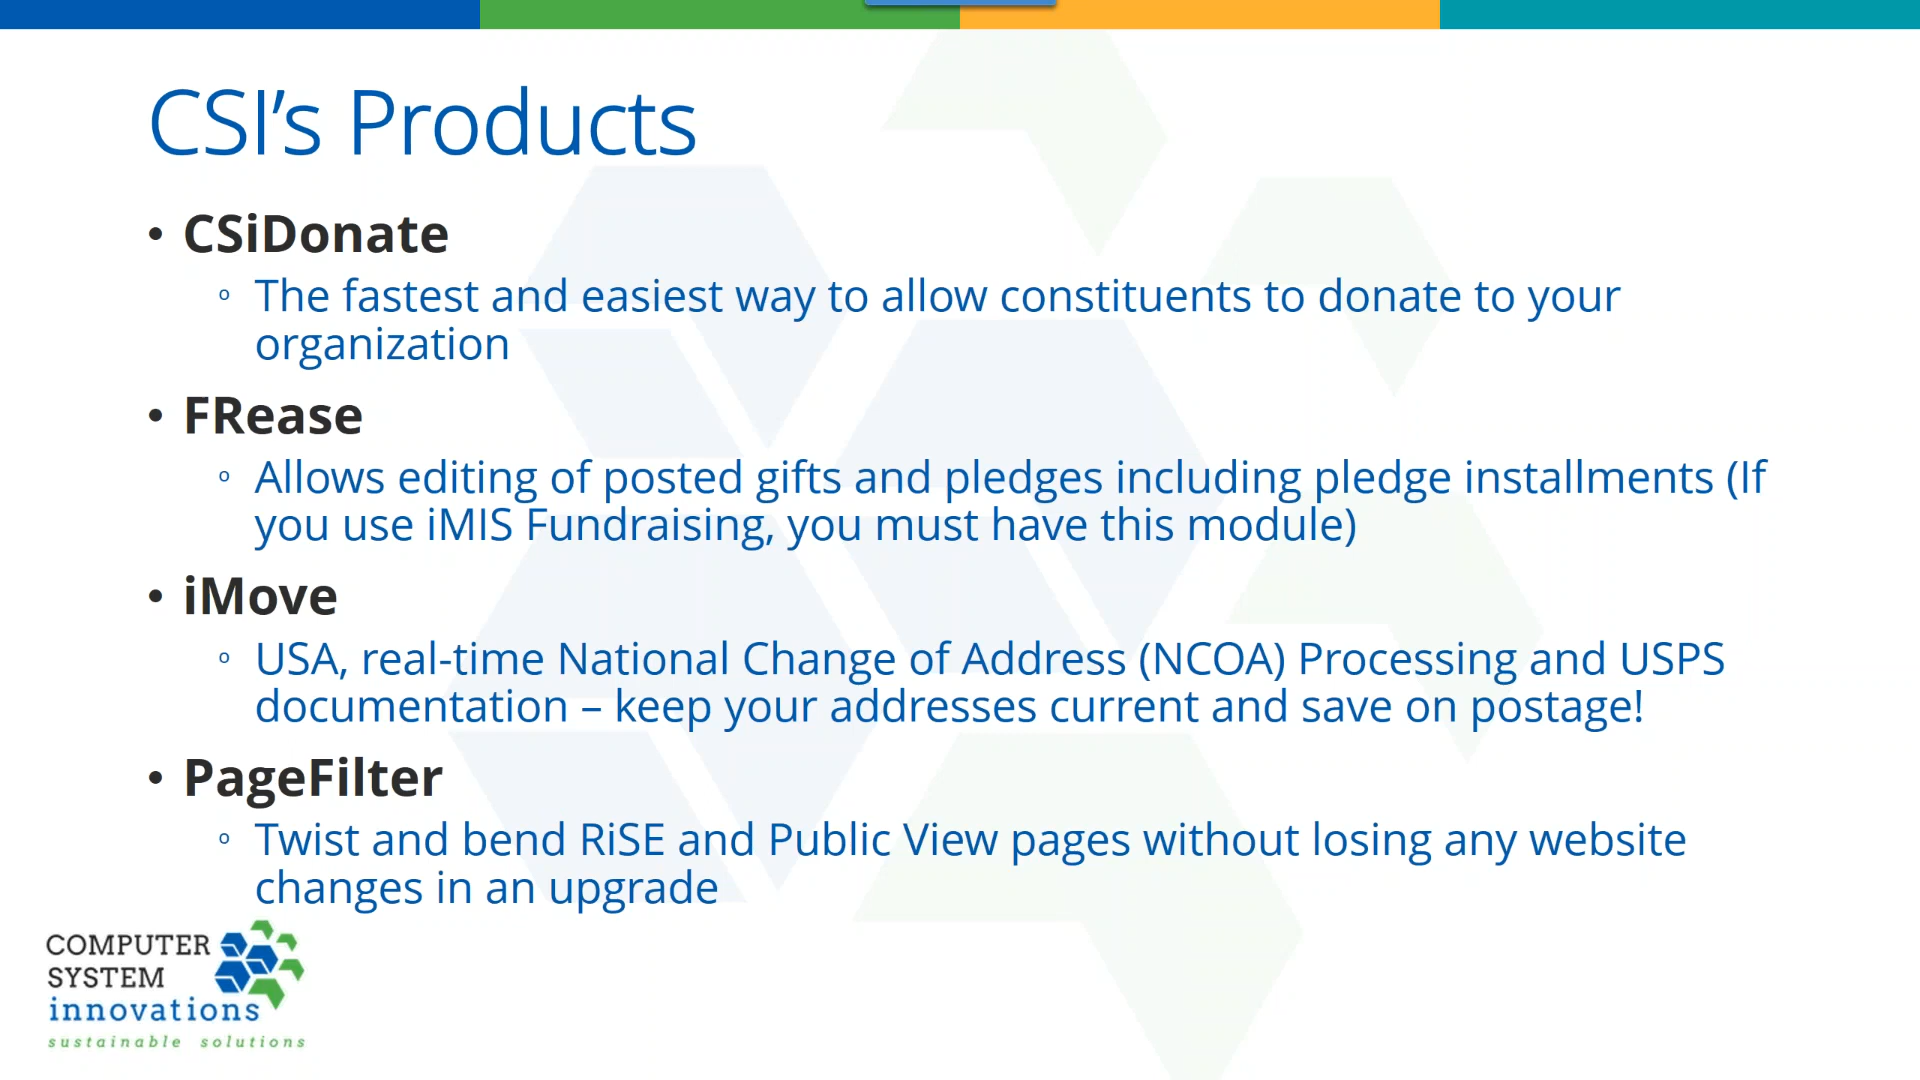 CSI’s Products
• CSiDonate
o The fastest and easiest way to allow constituents to donate to your
organization
• FRease
o Allows editing of posted gifts and pledges including pledge installments (If
you use iMIS Fundraising, you must have this module)
• iMove
o USA, real-time National Change of Address (NCOA) Processing and USPS
documentation – keep your addresses current and save on postage!
• PageFilter
o Twist and bend RiSE and Public View pages without losing any website
changes in an upgrade
COMPUTER
SYSTEM
innovations
sustainable solutions